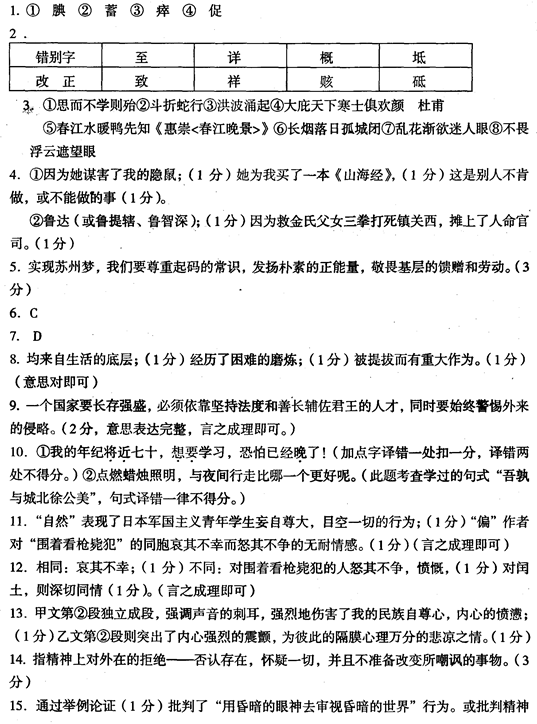 1. ① 腆 ② 蓄 ③ 瘁 ④ 促
2 .
错别字 至 详 概 坻
改 正 致 祥 赅 砥
3. ①思而不学则殆②斗折蛇行③洪波涌起④大庇天下寒士俱欢颜 杜甫
⑤春江水暖鸭先知《惠崇<春江晚景>》⑥长烟落日孤城闭⑦乱花渐欲迷人眼⑧不畏
浮云遮望眼
4. ①因为她谋害了我的隐鼠;(1 分)她为我买了一本《山海经》,(1 分)这是别人不肯
做,或不能做的事(1分)。
②鲁达(或鲁提辖、鲁智深);(1分)因为救金氏父女三拳打死镇关西,摊上了人命官
司。(1分)
5. 实现苏州梦,我们要尊重起码的常识,发扬朴素的正能量,敬畏基层的馈赠和劳动。(3
分)
6. C
7. D
8. 均来自生活的底层;(1分)经历了困难的磨炼;(1分)被提拔而有重大作为。(1分)
(意思对即可)
9. 一个国家要长存强盛,必须依靠坚持法度和善长辅佐君王的人才,同时要始终警惕外来
的侵略。(2分,意思表达完整,言之成理即可。)
10. ①我的年纪将近七十,想要学习,恐怕已经晚了!(加点字译错一处扣一分,译错两
处不得分。)②点燃蜡烛照明,与夜间行走比哪一个更好呢。(此题考查学过的句式“吾孰
与城北徐公美”,句式译错一律不得分。)
11. “自然”表现了日本军国主义青年学生妄自尊大,目空一切的行为;(1分)“偏”作者
对“围着看枪毙犯”的同胞哀其不幸而怒其不争的无耐情感。(1分)(言之成理即可)
12. 相同:哀其不幸;(1分)不同:对围着看枪毙犯的人怒其不争,愤慨,(1 分)对闰
土,则深切同情(1分)。(言之成理即可)
13. 甲文第②段独立成段,强调声音的刺耳,强烈地伤害了我的民族自尊心,内心的愤懑;
(1分)乙文第②段则突出了内心强烈的震颤,为彼此的隔膜心理万分的悲凉之情。(1分)
14. 指精神上对外在的拒绝——否认存在,怀疑一切,并且不准备改变所嘲讽的事物。(3
分)
15. 通过举例论证(1分)批判了“用昏暗的眼神去审视昏暗的世界”行为。或批判精神